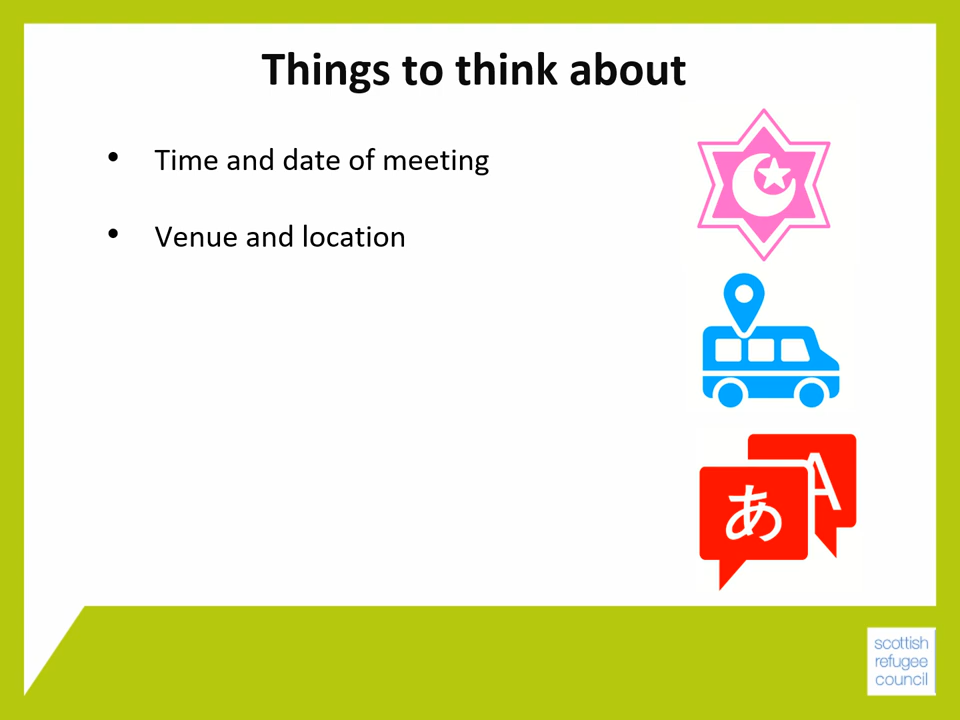 Things to think about
• Time and date of meeting
• Venue and location
あ
A
scottish
refugee
council